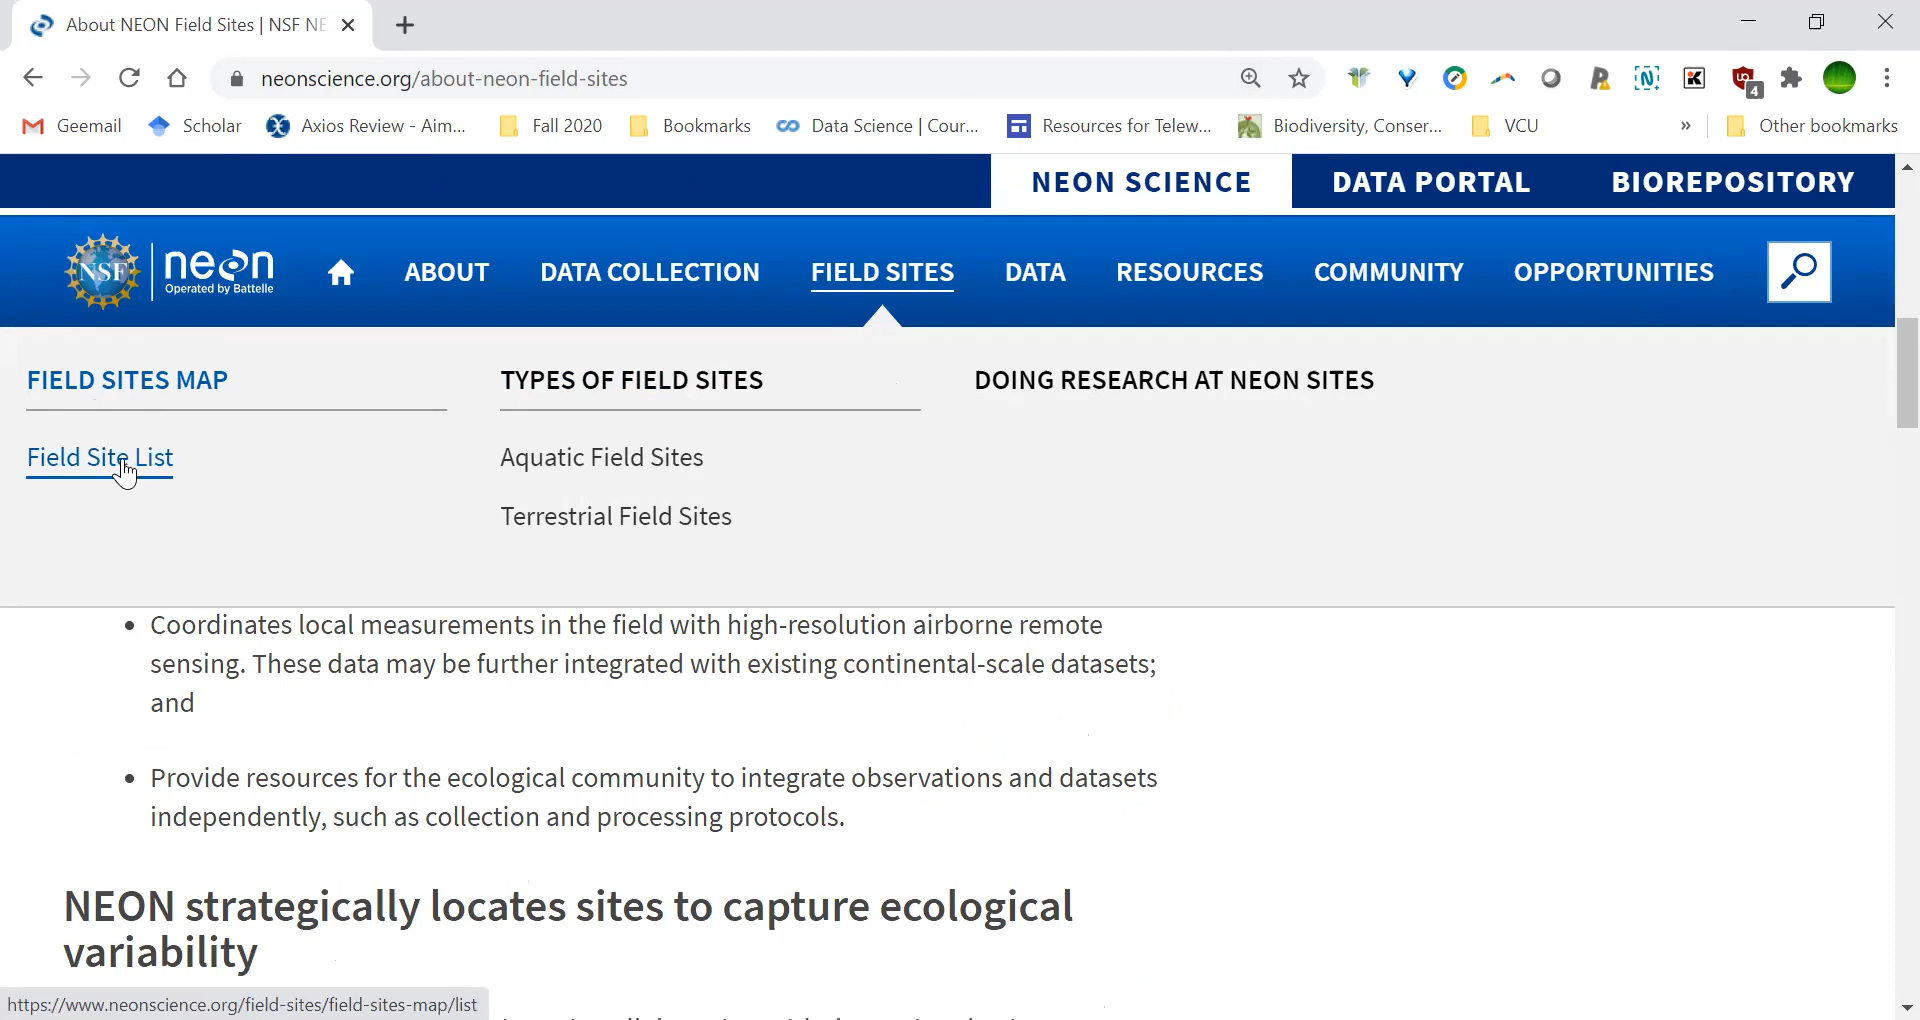 About NEON Field Sites | NSF NE
neonscience.org/about-neon-field-sites
4
Geemail
Scholar
Axios Review - Aim...
Fall 2020
Bookmarks
Data Science | Cour...
Resources for Telew...
Biodiversity, Conser...
VCU
»
Other bookmarks
NEON SCIENCE
DATA PORTAL
BIOREPOSITORY
NSF
neon
Operated by Battelle
ABOUT
DATA COLLECTION
FIELD SITES
DATA
RESOURCES
COMMUNITY
OPPORTUNITIES
FIELD SITES MAP
TYPES OF FIELD SITES
DOING RESEARCH AT NEON SITES
Field Site List
Aquatic Field Sites
Terrestrial Field Sites
• Coordinates local measurements in the field with high-resolution airborne remote
sensing. These data may be further integrated with existing continental-scale datasets;
and
• Provide resources for the ecological community to integrate observations and datasets
independently, such as collection and processing protocols.
NEON strategically locates sites to capture ecological
variability
https://www.neonscience.org/field-sites/field-sites-map/list